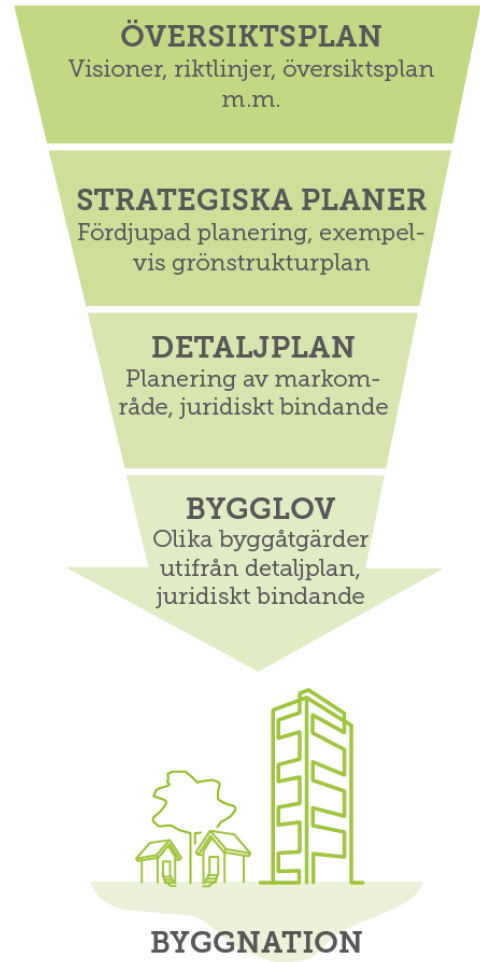 ÖVERSIKTSPLAN
Visioner, riktlinjer, översiktsplan
m.m.
STRATEGISKA PLANER
Fördjupad planering, exempel-
vis grönstrukturplan
DETALJPLAN
Planering av markom-
råde, juridiskt bindande
BYGGLOV
Olika byggåtgärder
utifrån detaljplan,
juridiskt bindande
BYGGNATION